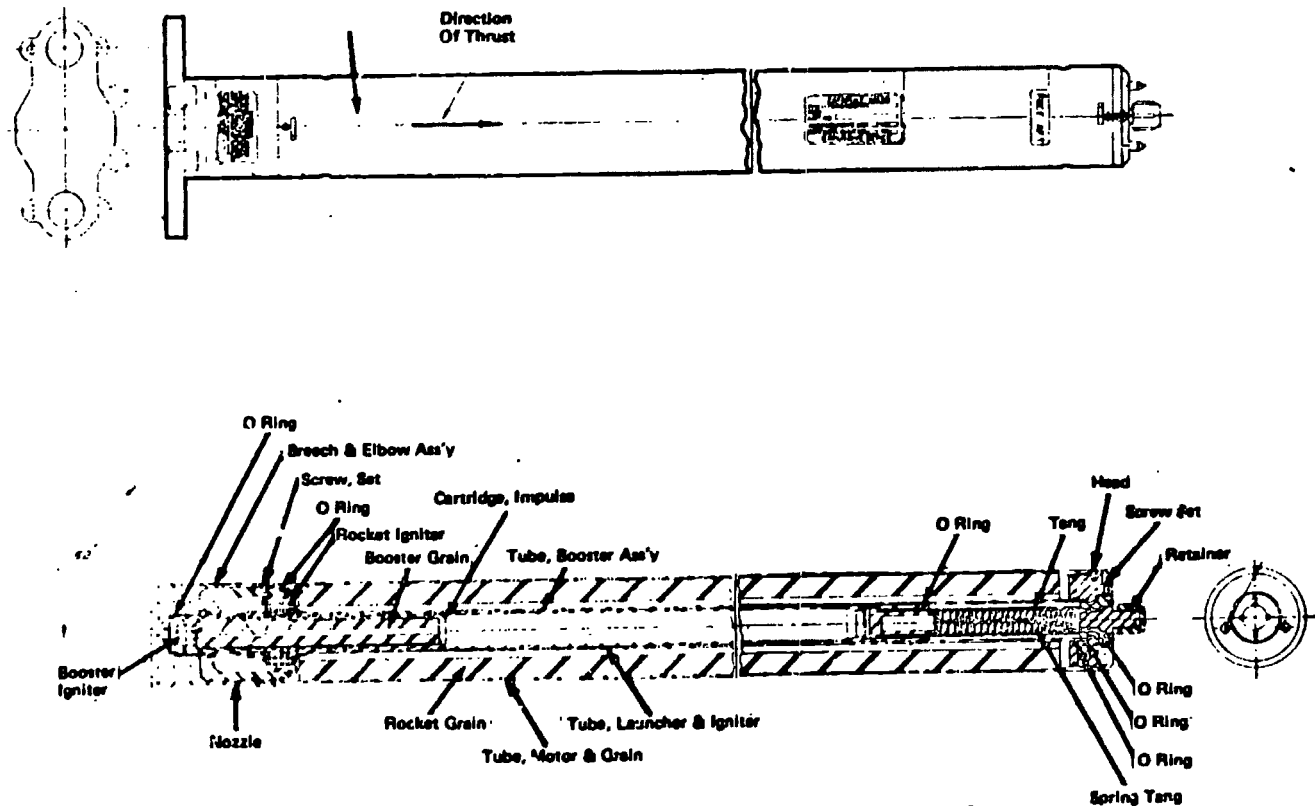 Direction
Of Thrust
O Ring
Breech & Elbow Ass'y
Screw, Set
O Ring
Rocket Igniter
Cartridge, Impulse
Booster Grain
Tube, Booster Ass'y
O Ring
Tang
Head
Screw Set
Retainer
Booster
Igniter
Nozzle
Rocket Grain
Tube, Motor & Grain
Tube, Launcher & Igniter
O Ring
O Ring
O Ring
Spring Tang